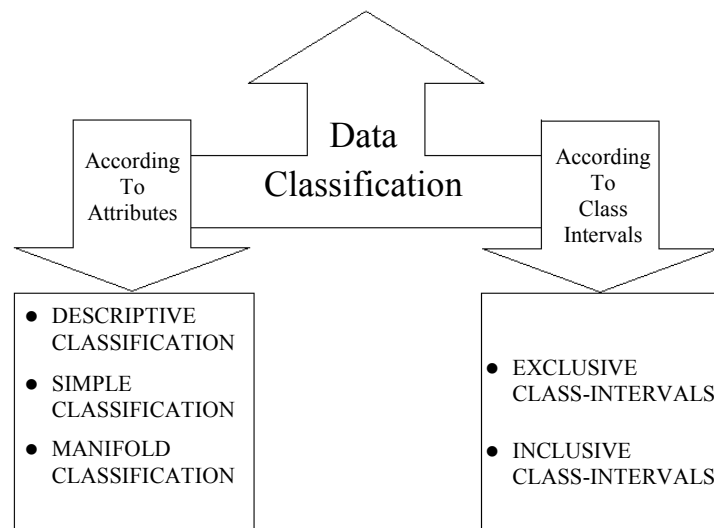 Data
Classification
According
To
Attributes
According
To
Class
Intervals
● DESCRIPTIVE
CLASSIFICATION
● SIMPLE
CLASSIFICATION
● MANIFOLD
CLASSIFICATION
● EXCLUSIVE
CLASS-INTERVALS
● INCLUSIVE
CLASS-INTERVALS